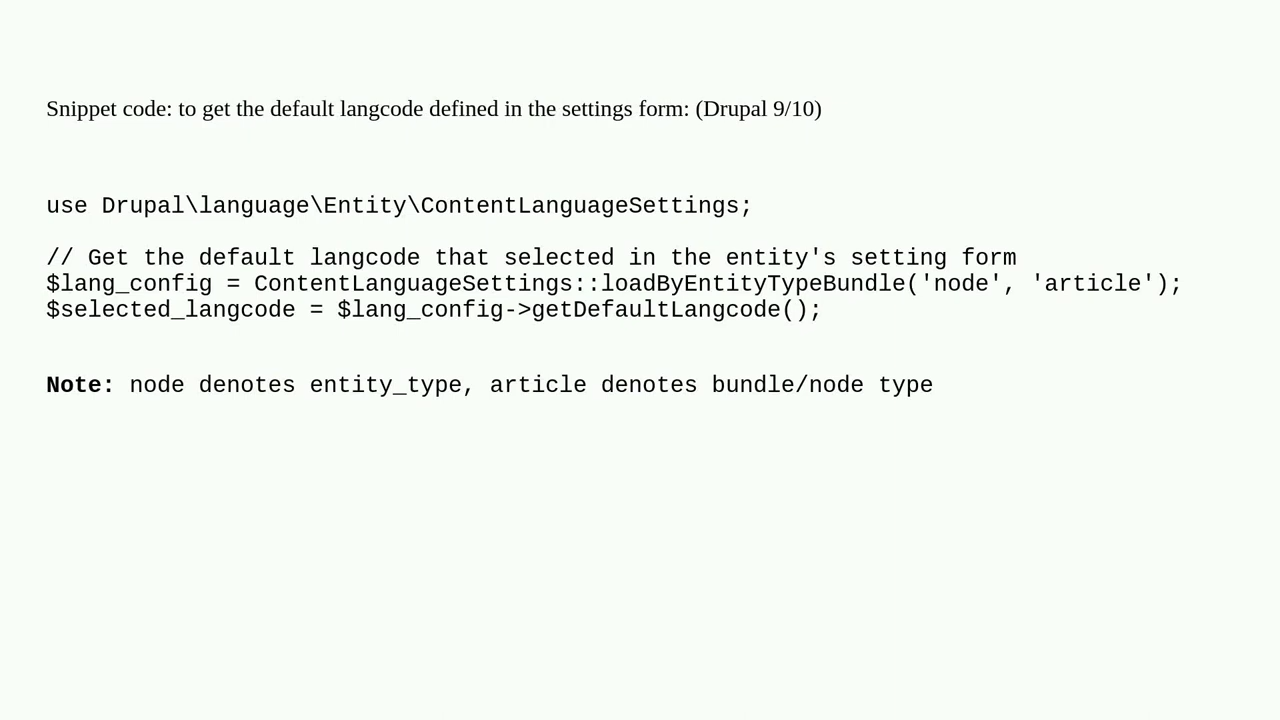 Snippet code: to get the default langcode defined in the settings form: (Drupal 9/10)
use Drupal\language\Entity\ContentLanguageSettings;
// Get the default langcode that selected in the entity's setting form
$lang_config = ContentLanguageSettings::loadByEntityTypeBundle('node', 'article');
$selected_langcode = $lang_config->getDefaultLangcode();
Note: node denotes entity_type, article denotes bundle/node type